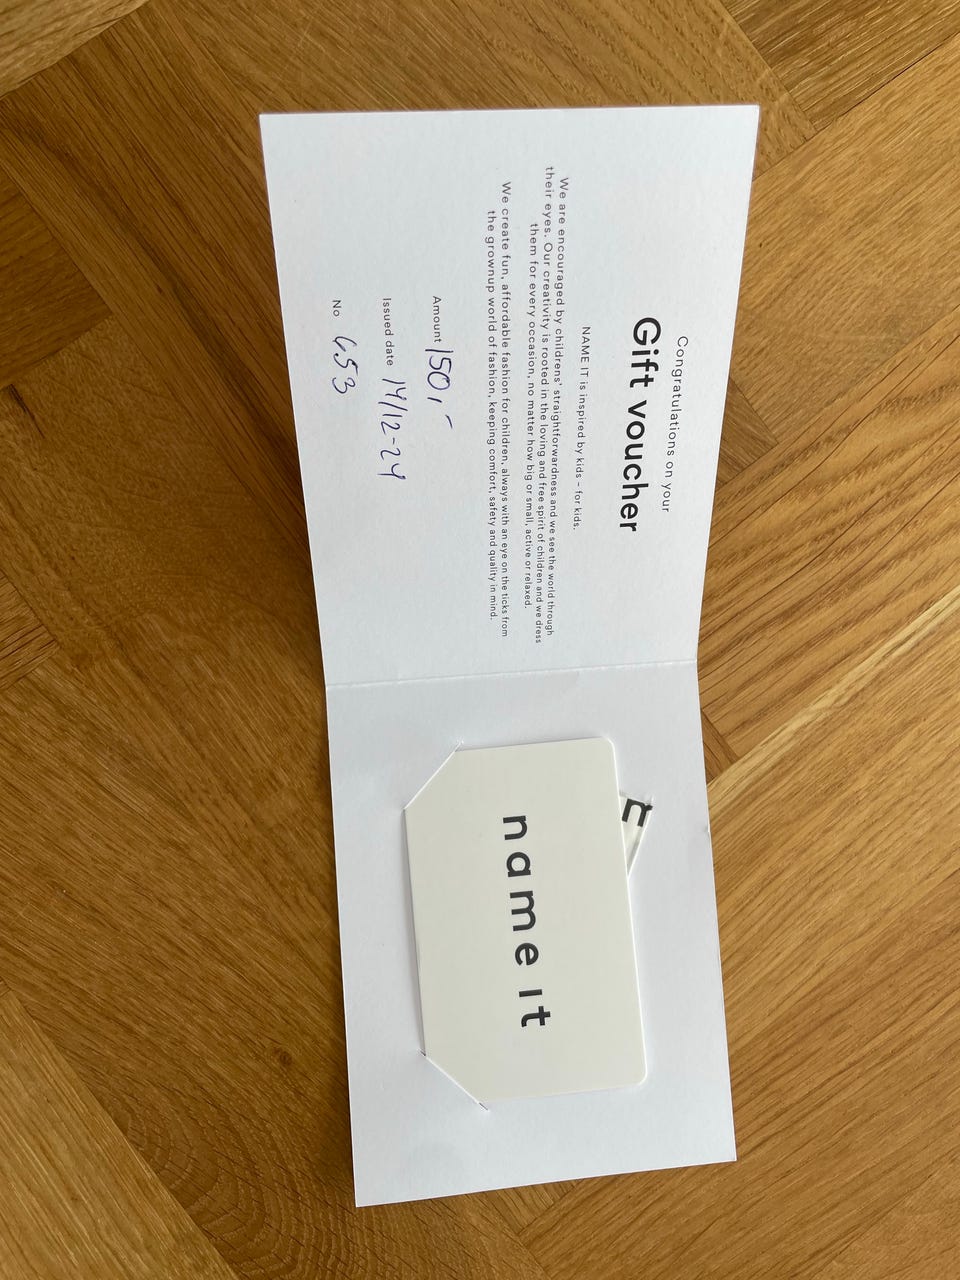 Congratulations on your
Gift voucher
NAME IT is inspired by kids – for kids.
We are encouraged by childrens' straightforwardness and we see the world through
their eyes. Our creativity is rooted in the loving and free spirit of children and we dress
them for every occasion, no matter how big or small, active or relaxed.
We create fun, affordable fashion for children, always with an eye on the ticks from
the grownup world of fashion, keeping comfort, safety and quality in mind.
Amount 150,-
Issued date 14/12-24
No 653
name it
n